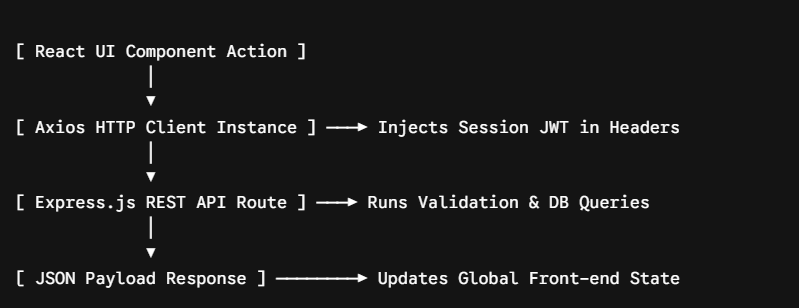 [ React UI Component Action ]
│
▼
[ Axios HTTP Client Instance ] ───► Injects Session JWT in Headers
│
▼
[ Express.js REST API Route ] ───► Runs Validation & DB Queries
│
▼
[ JSON Payload Response ] ────────► Updates Global Front-end State